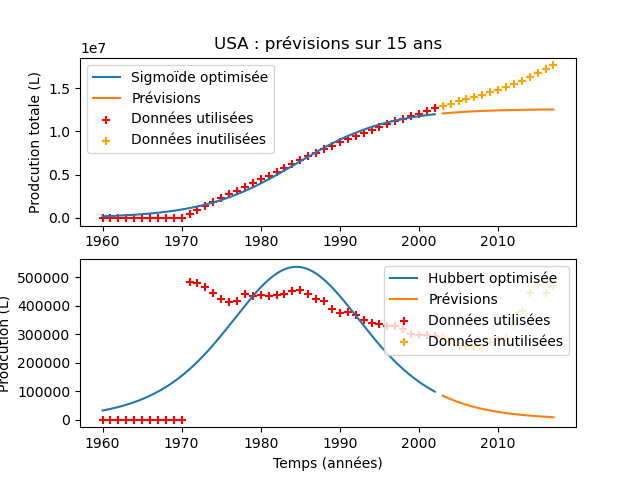 USA : prévisions sur 15 ans
1e7
Prodcution totale (L)
1.5
1.0
0.5
0.0
Sigmoïde optimisée
Prévisions
Données utilisées
Données inutilisées
1960 1970 1980 1990 2000 2010
Prodcution (L)
500000
400000
300000
200000
100000
0
Hubbert optimisée
Prévisions
Données utilisées
Données inutilisées
1960 1970 1980 1990 2000 2010
Temps (années)